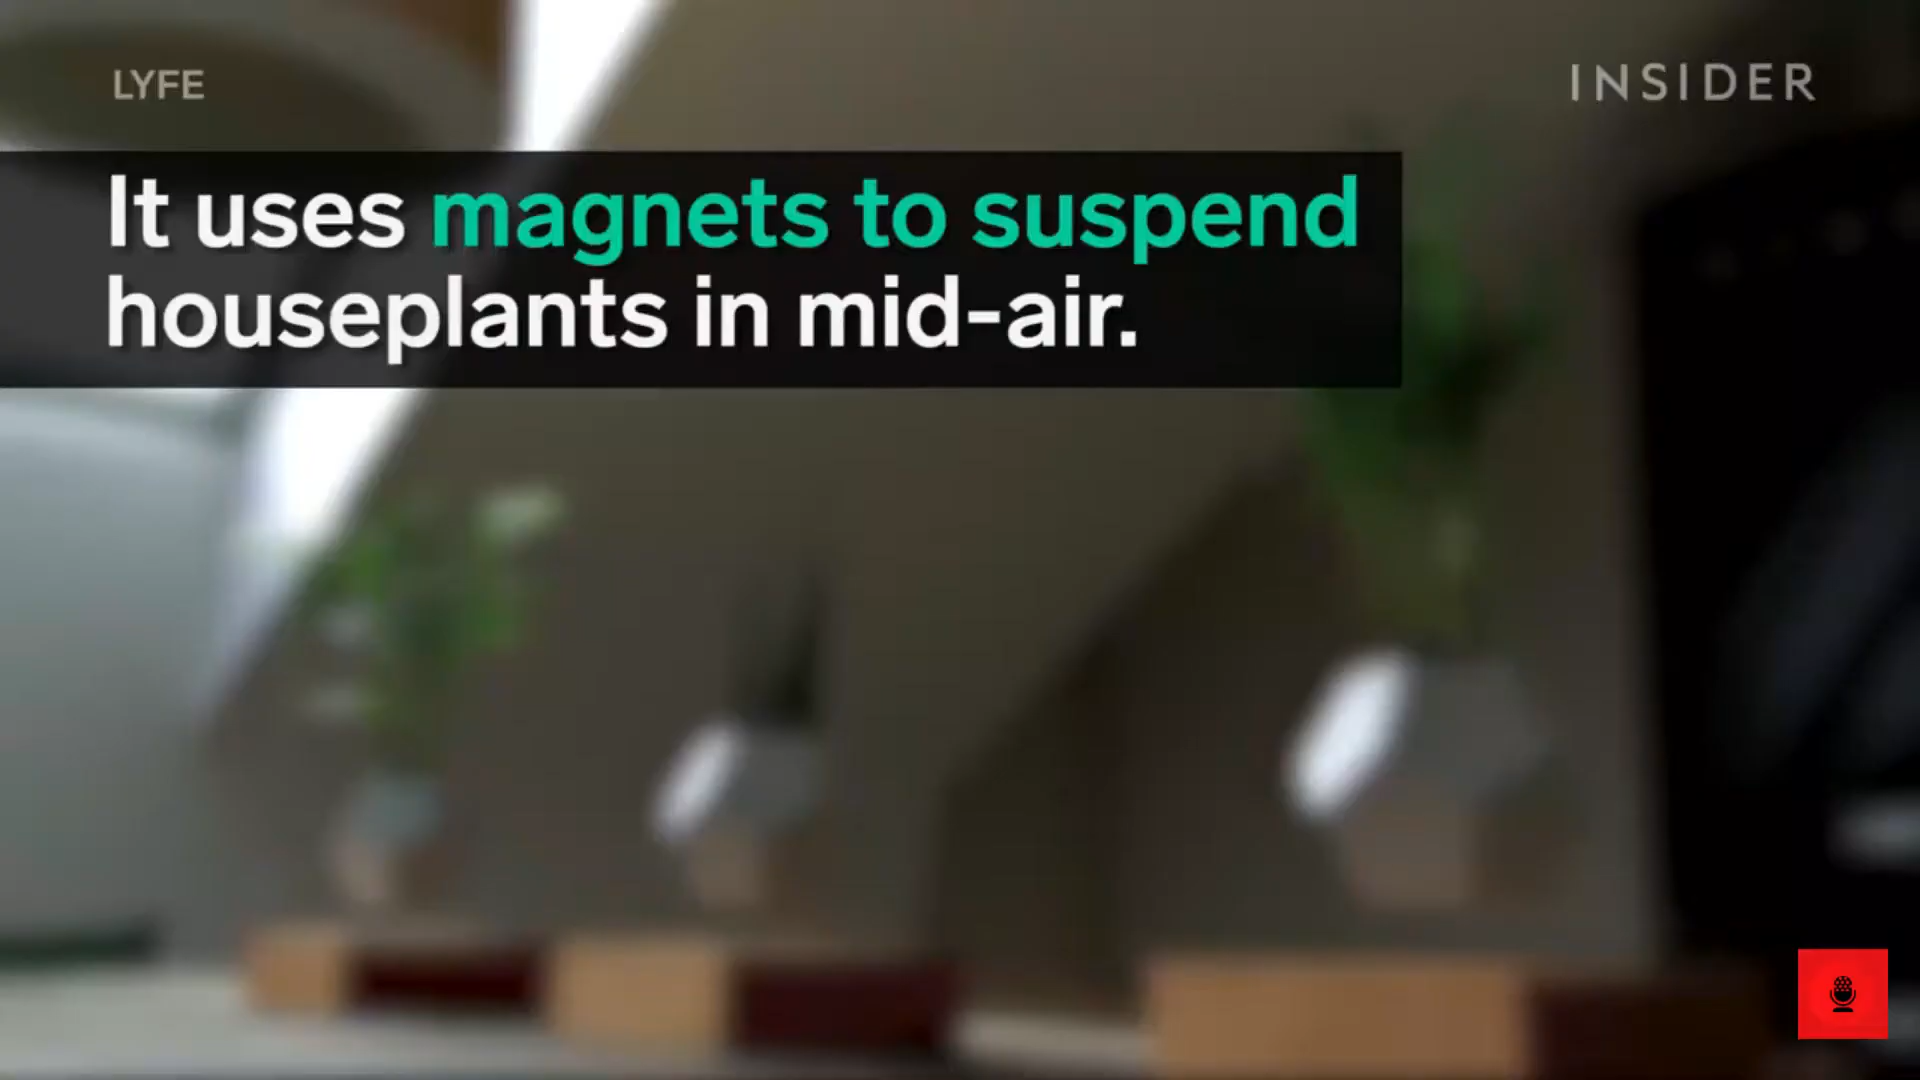 LYFE
INSIDER
It uses magnets to suspend
houseplants in mid-air.